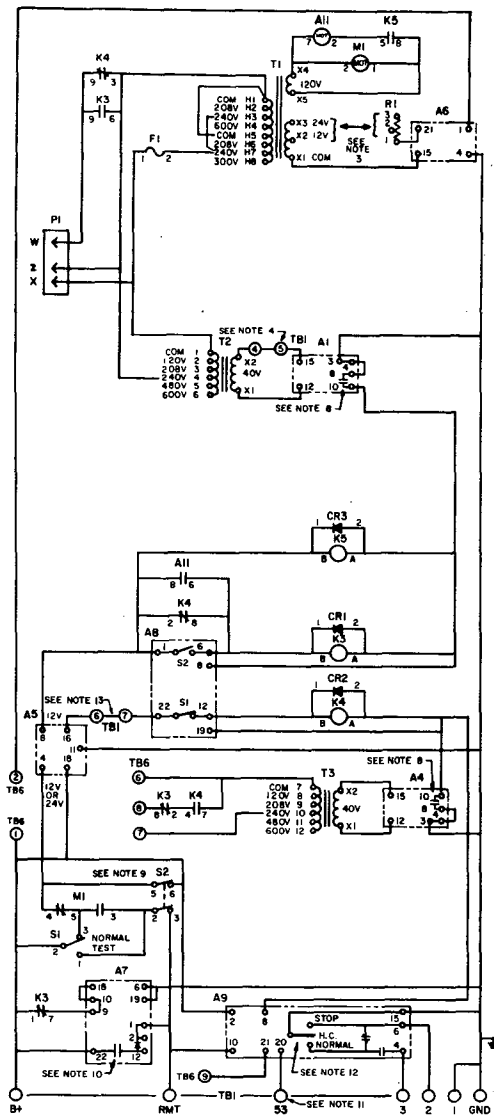 A11 K5
7 MOT 2 5 8
M1
K4 T1 2 MOT 1
9 3 X4
120V
K3 X5 R1 A6
9 6 COM H1
208V H2 X3 24V 3
240V H3 X2 12V 2 21 1
600V H4 1
F1 COM H5 SEE NOTE 3
208V H6 15 4
1 2 240V H7 X1 COM
300V H8
P1
W
Z
X
SEE NOTE 4
T2 TB1 A1
COM 1 4 5 15 3 4
120V 2 X2 8
208V 3 40V
240V 4 12 10
480V 5 X1
600V 6 SEE NOTE 8
CR3
1 2
K5
A11 B A
8 6
K4 CR1
2 8 1 2
A8 K3
1 6
S2 8 B A
CR2
SEE NOTE 13 1 2
S1 K4
A5 12V 22 12
6 7 B A
8 16 TB1 19
11
4 18 SEE NOTE 8
TB6 T3 A4
2 6 COM 7 X2 15 10
TB6 12V OR 24V K3 K4 120V 8 8
208V 9 40V 4
8 8 2 4 7 240V 10 12 3
TB6 480V 11 X1
1 7 600V 12
SEE NOTE 9 S2
5 6
M1
4 5 3 2 3
S1 3 NORMAL
2 TEST
1
A7 A9
18 6 2 8 15
K3 10 19 STOP 6
1 7 9 1 H.C.
2 10 21 20 NORMAL
22 12 4
SEE NOTE 10 TB6 9 SEE NOTE 12
TB1 SEE NOTE 11
B+ RMT 53 3 2 1 GND